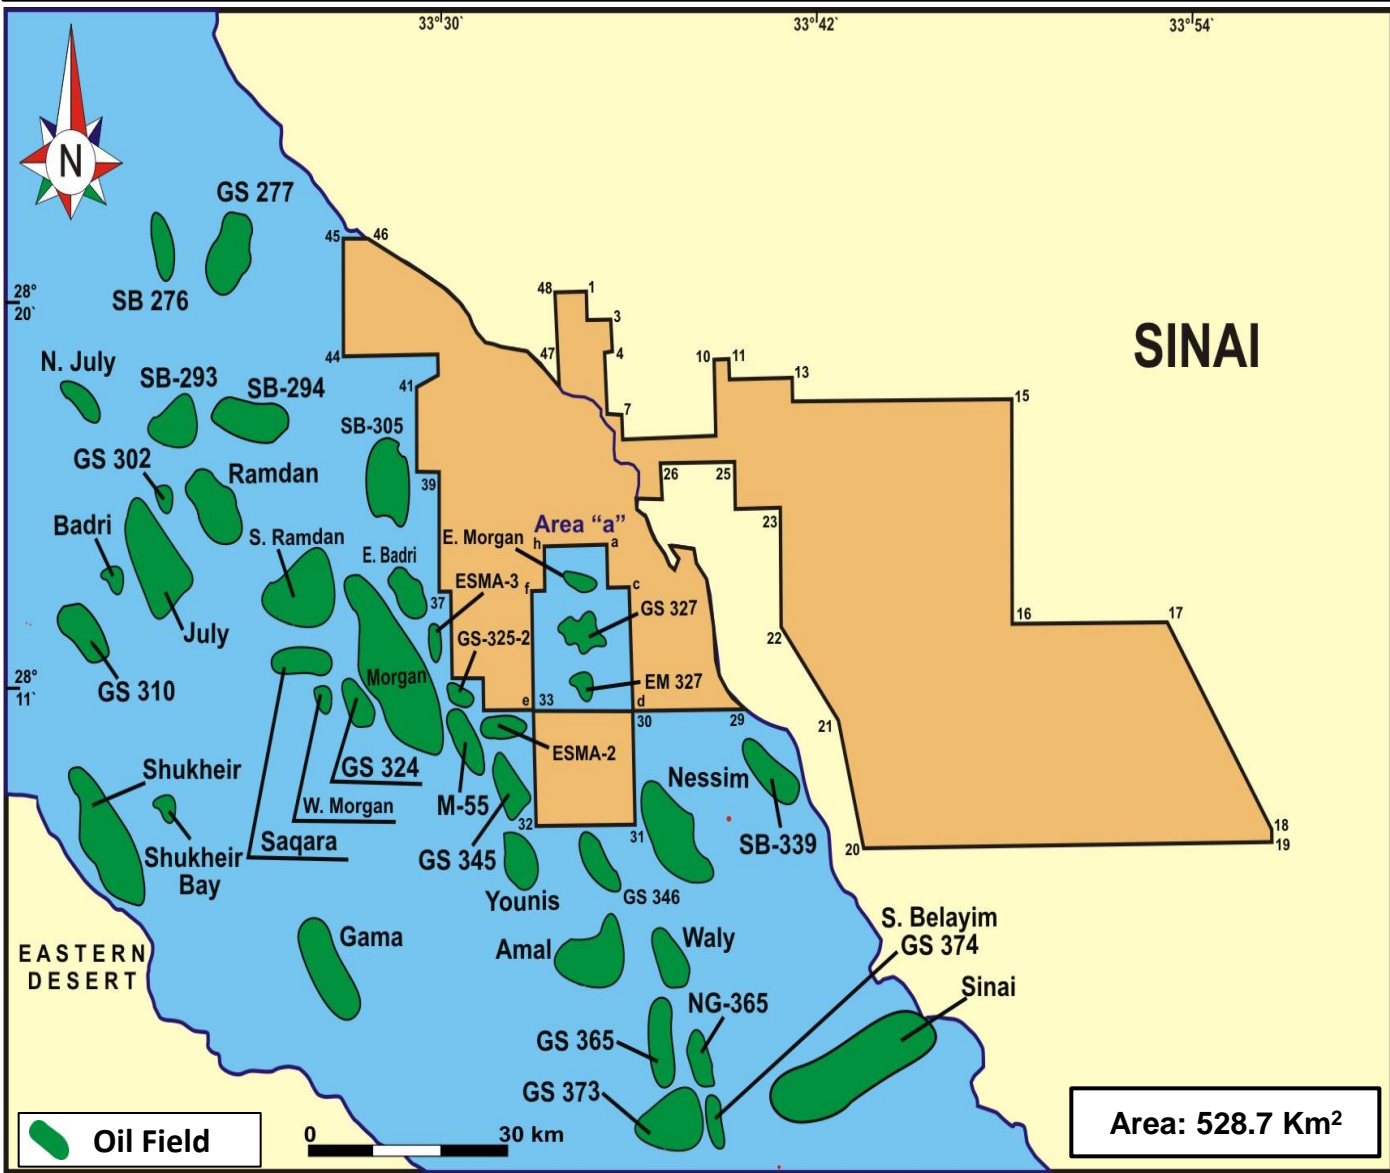 33°30`
33°42`
33°54`
N
GS 277
SB 276
45
46
28°
20`
48
1
3
47
4
SINAI
N. July
44
10
11
13
SB-293
SB-294
41
15
7
SB-305
GS 302
Ramdan
26
25
39
Badri
S. Ramdan
Area "a"
23
E. Morgan
h
a
E. Badri
ESMA-3
f
c
37
GS 327
16
17
July
GS-325-2
22
28°
11`
GS 310
Morgan
EM 327
e
33
d
30
29
21
ESMA-2
Shukheir
GS 324
Nessim
W. Morgan
M-55
32
31
18
19
Saqara
SB-339
20
Shukheir
Bay
GS 345
Younis
GS 346
S. Belayim
GS 374
Gama
Amal
Waly
EASTERN
DESERT
Sinai
NG-365
GS 365
GS 373
Oil Field
0
30 km
Area: 528.7 Km²